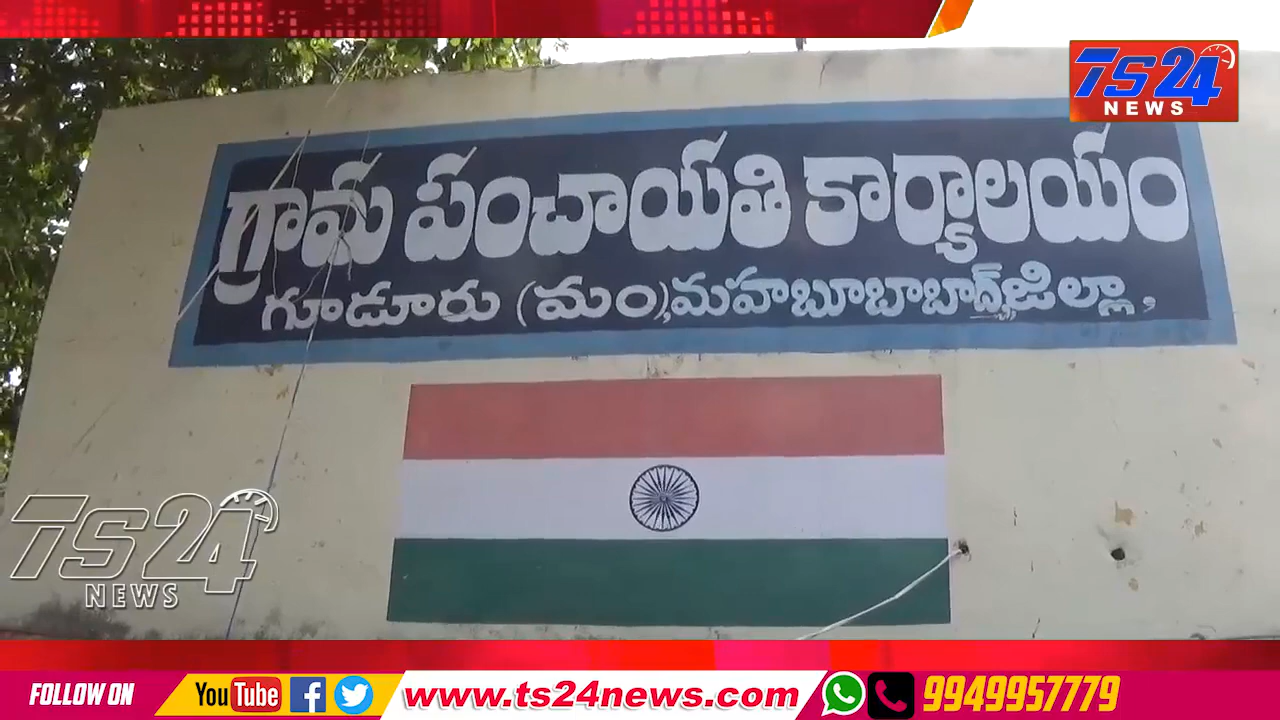 TS24
NEWS
గ్రామ పంచాయతి కార్యాలయం
గూడూరు (మం),మహబూబాబాద్జిల్లా,
TS24
NEWS
FOLLOW ON
YouTube
www.ts24news.com
9949957779